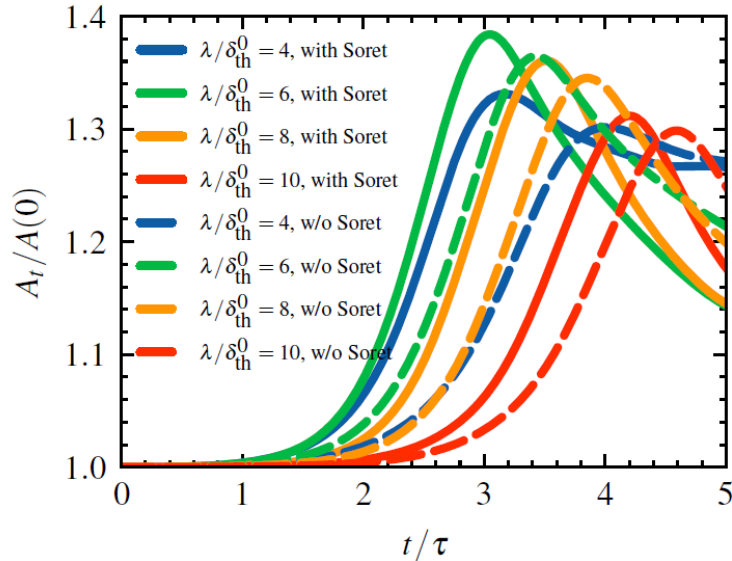 1.4
1.3
1.2
1.1
1.0
A_t/A(0)
λ/δ_th^0 = 4, with Soret
λ/δ_th^0 = 6, with Soret
λ/δ_th^0 = 8, with Soret
λ/δ_th^0 = 10, with Soret
λ/δ_th^0 = 4, w/o Soret
λ/δ_th^0 = 6, w/o Soret
λ/δ_th^0 = 8, w/o Soret
λ/δ_th^0 = 10, w/o Soret
0 1 2 3 4 5
t/τ